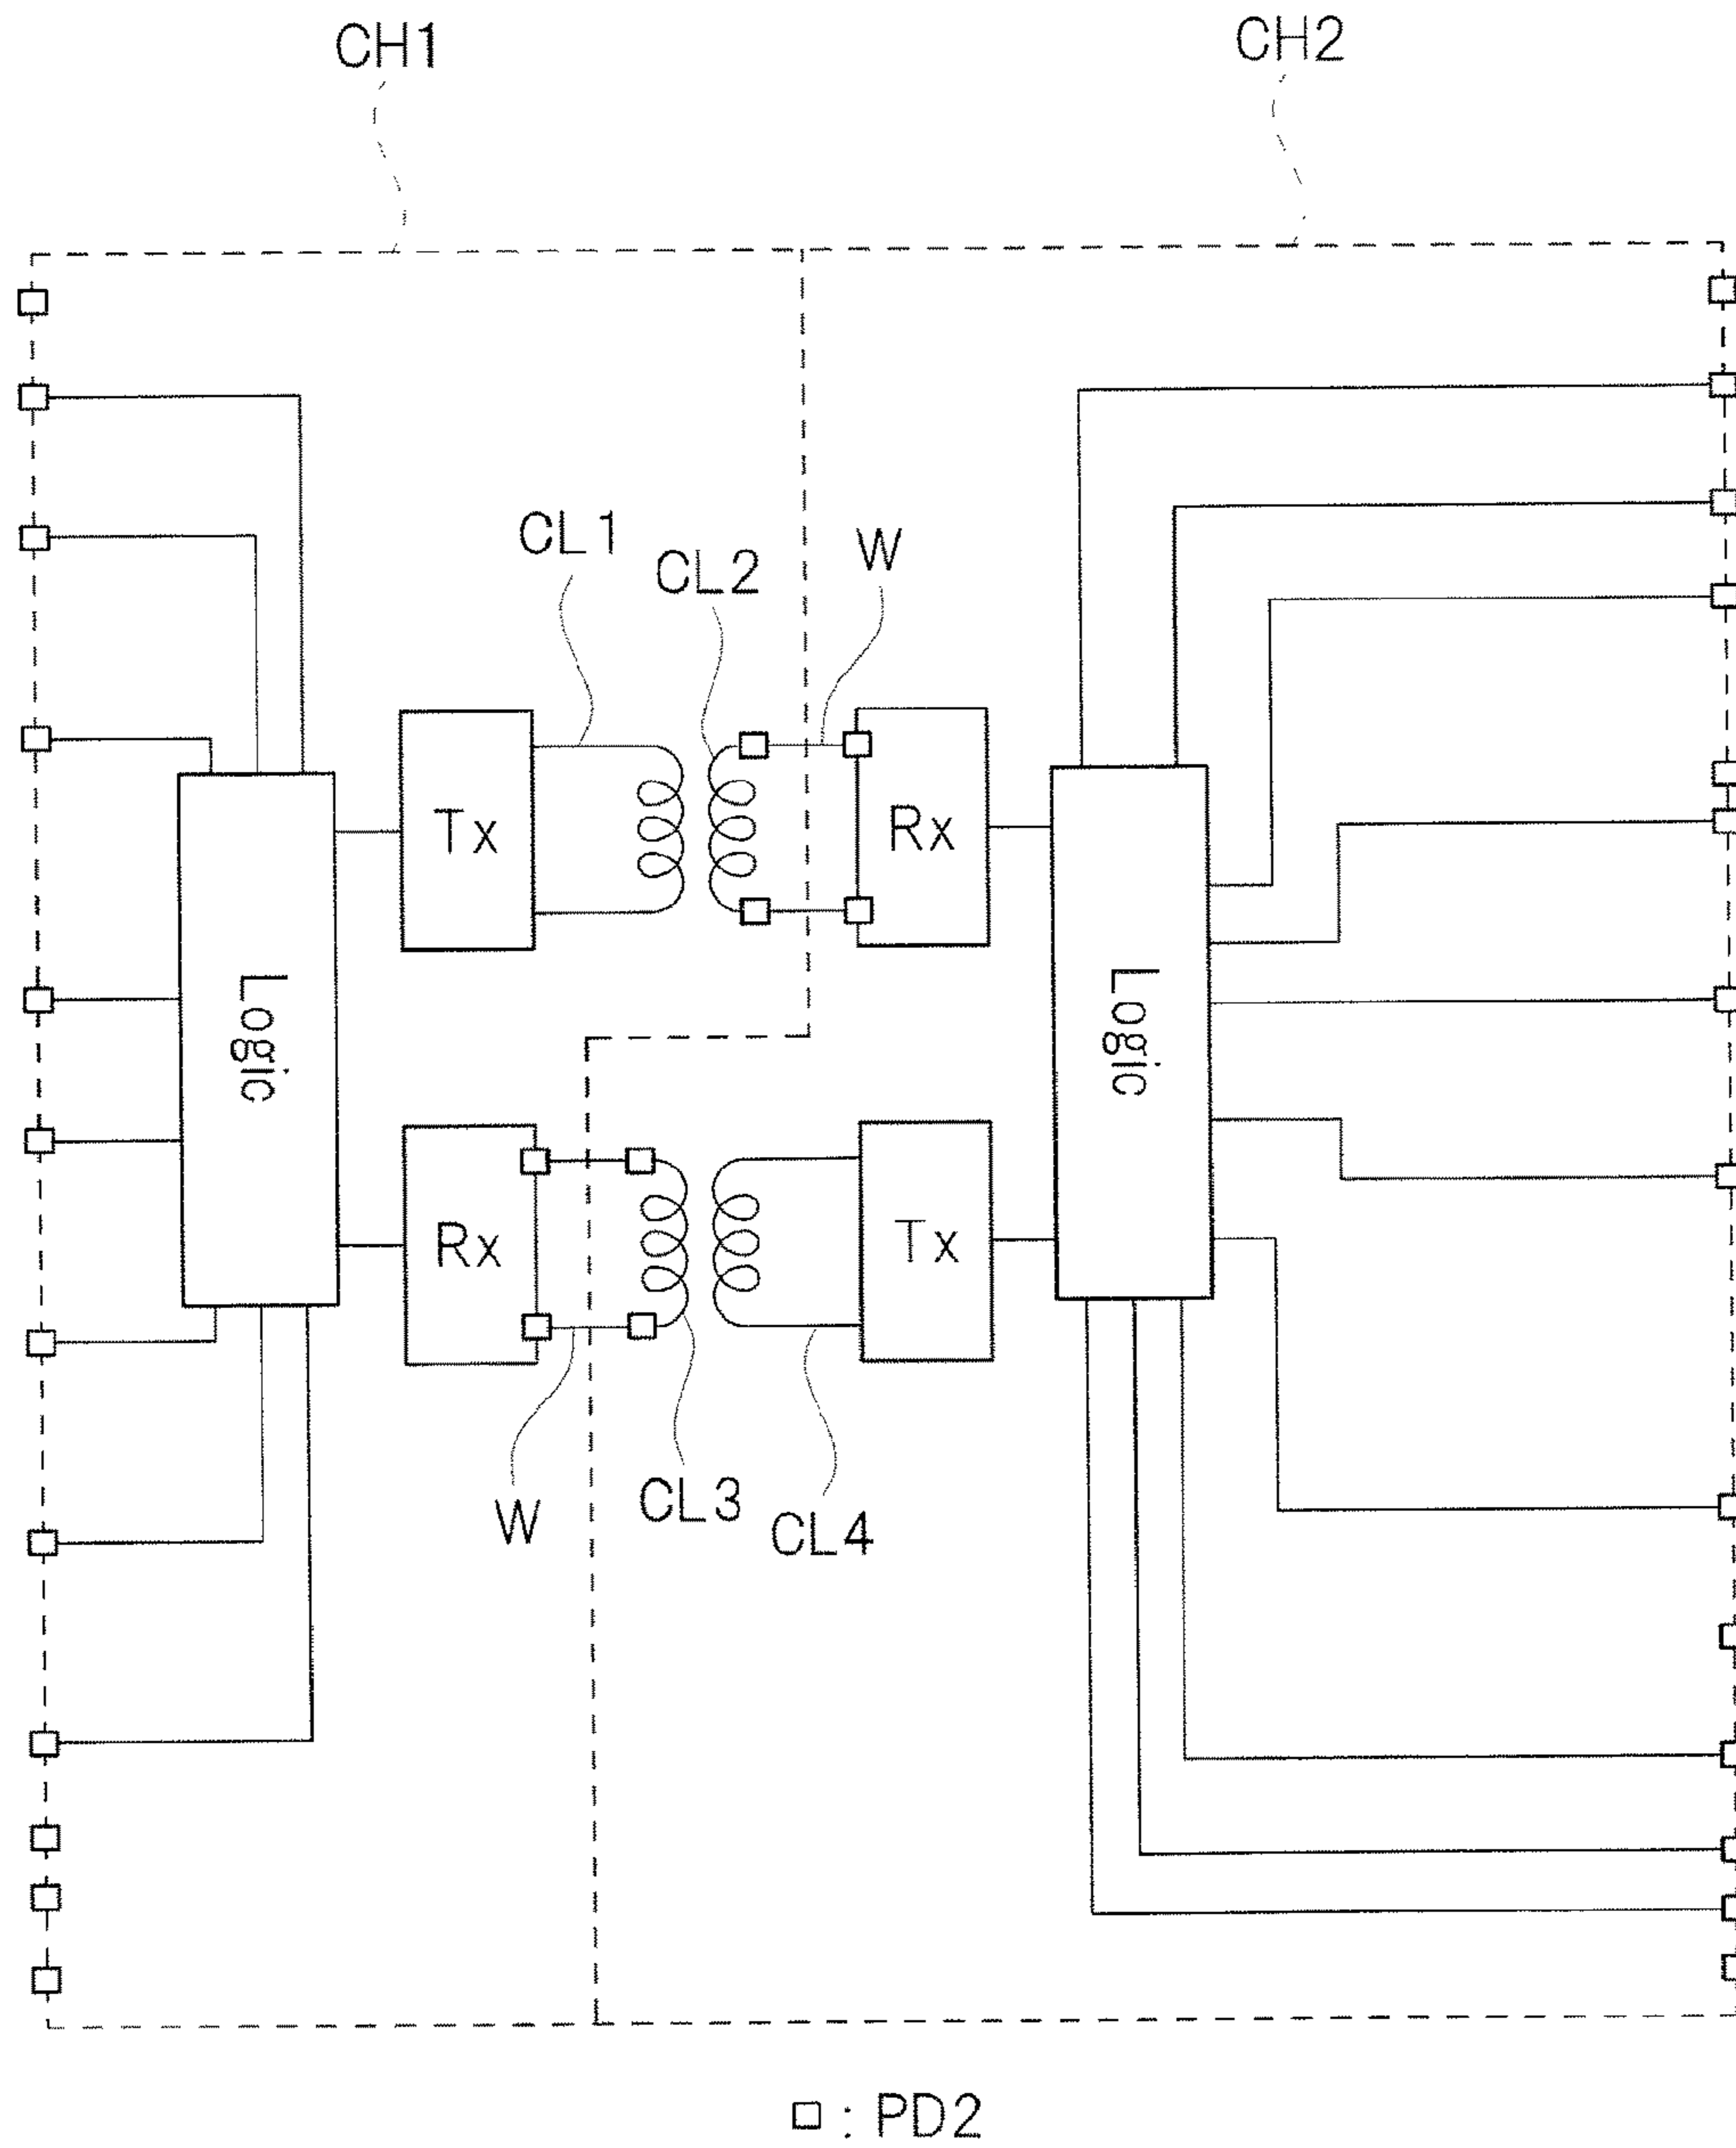 CH1
CH2
CL1
CL2
W
Tx
Rx
Logic
Logic
Rx
Tx
W
CL3
CL4
□ : PD2